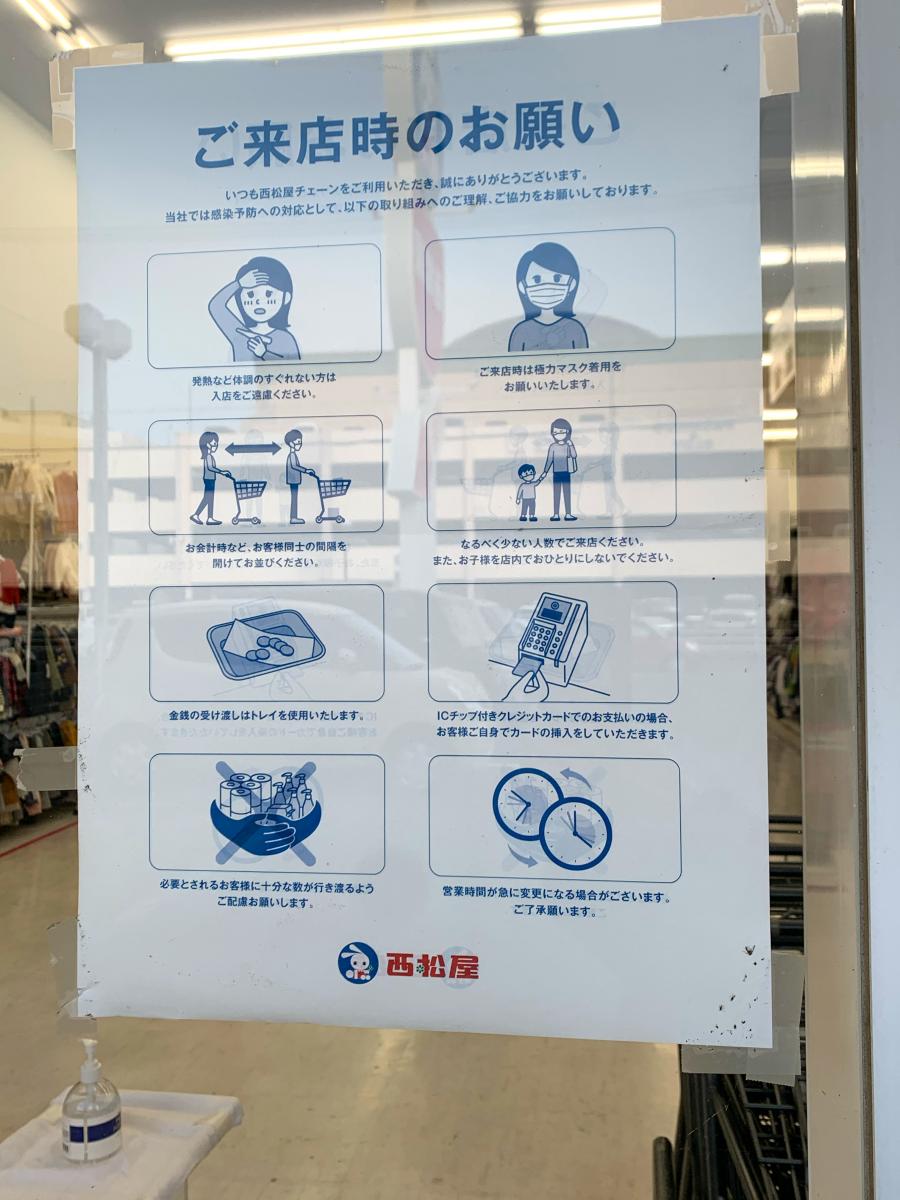 ご来店時のお願い
いつも西松屋チェーンをご利用いただき、誠にありがとうございます。
当社では感染予防への対応として、以下の取り組みへのご理解、ご協力をお願いしております。
発熱など体調のすぐれない方は
入店をご遠慮ください。
ご来店時は極力マスク着用を
お願いいたします。
お会計時など、お客様同士の間隔を
開けてお並びください。
なるべく少ない人数でご来店ください。
また、お子様を店内でおひとりにしないでください。
金銭の受け渡しはトレイを使用いたします。
ICチップ付きクレジットカードでのお支払いの場合、
お客様ご自身でカードの挿入をしていただきます。
必要とされるお客様に十分な数が行き渡るよう
ご配慮お願いします。
営業時間が急に変更になる場合がございます。
ご了承願います。
西松屋